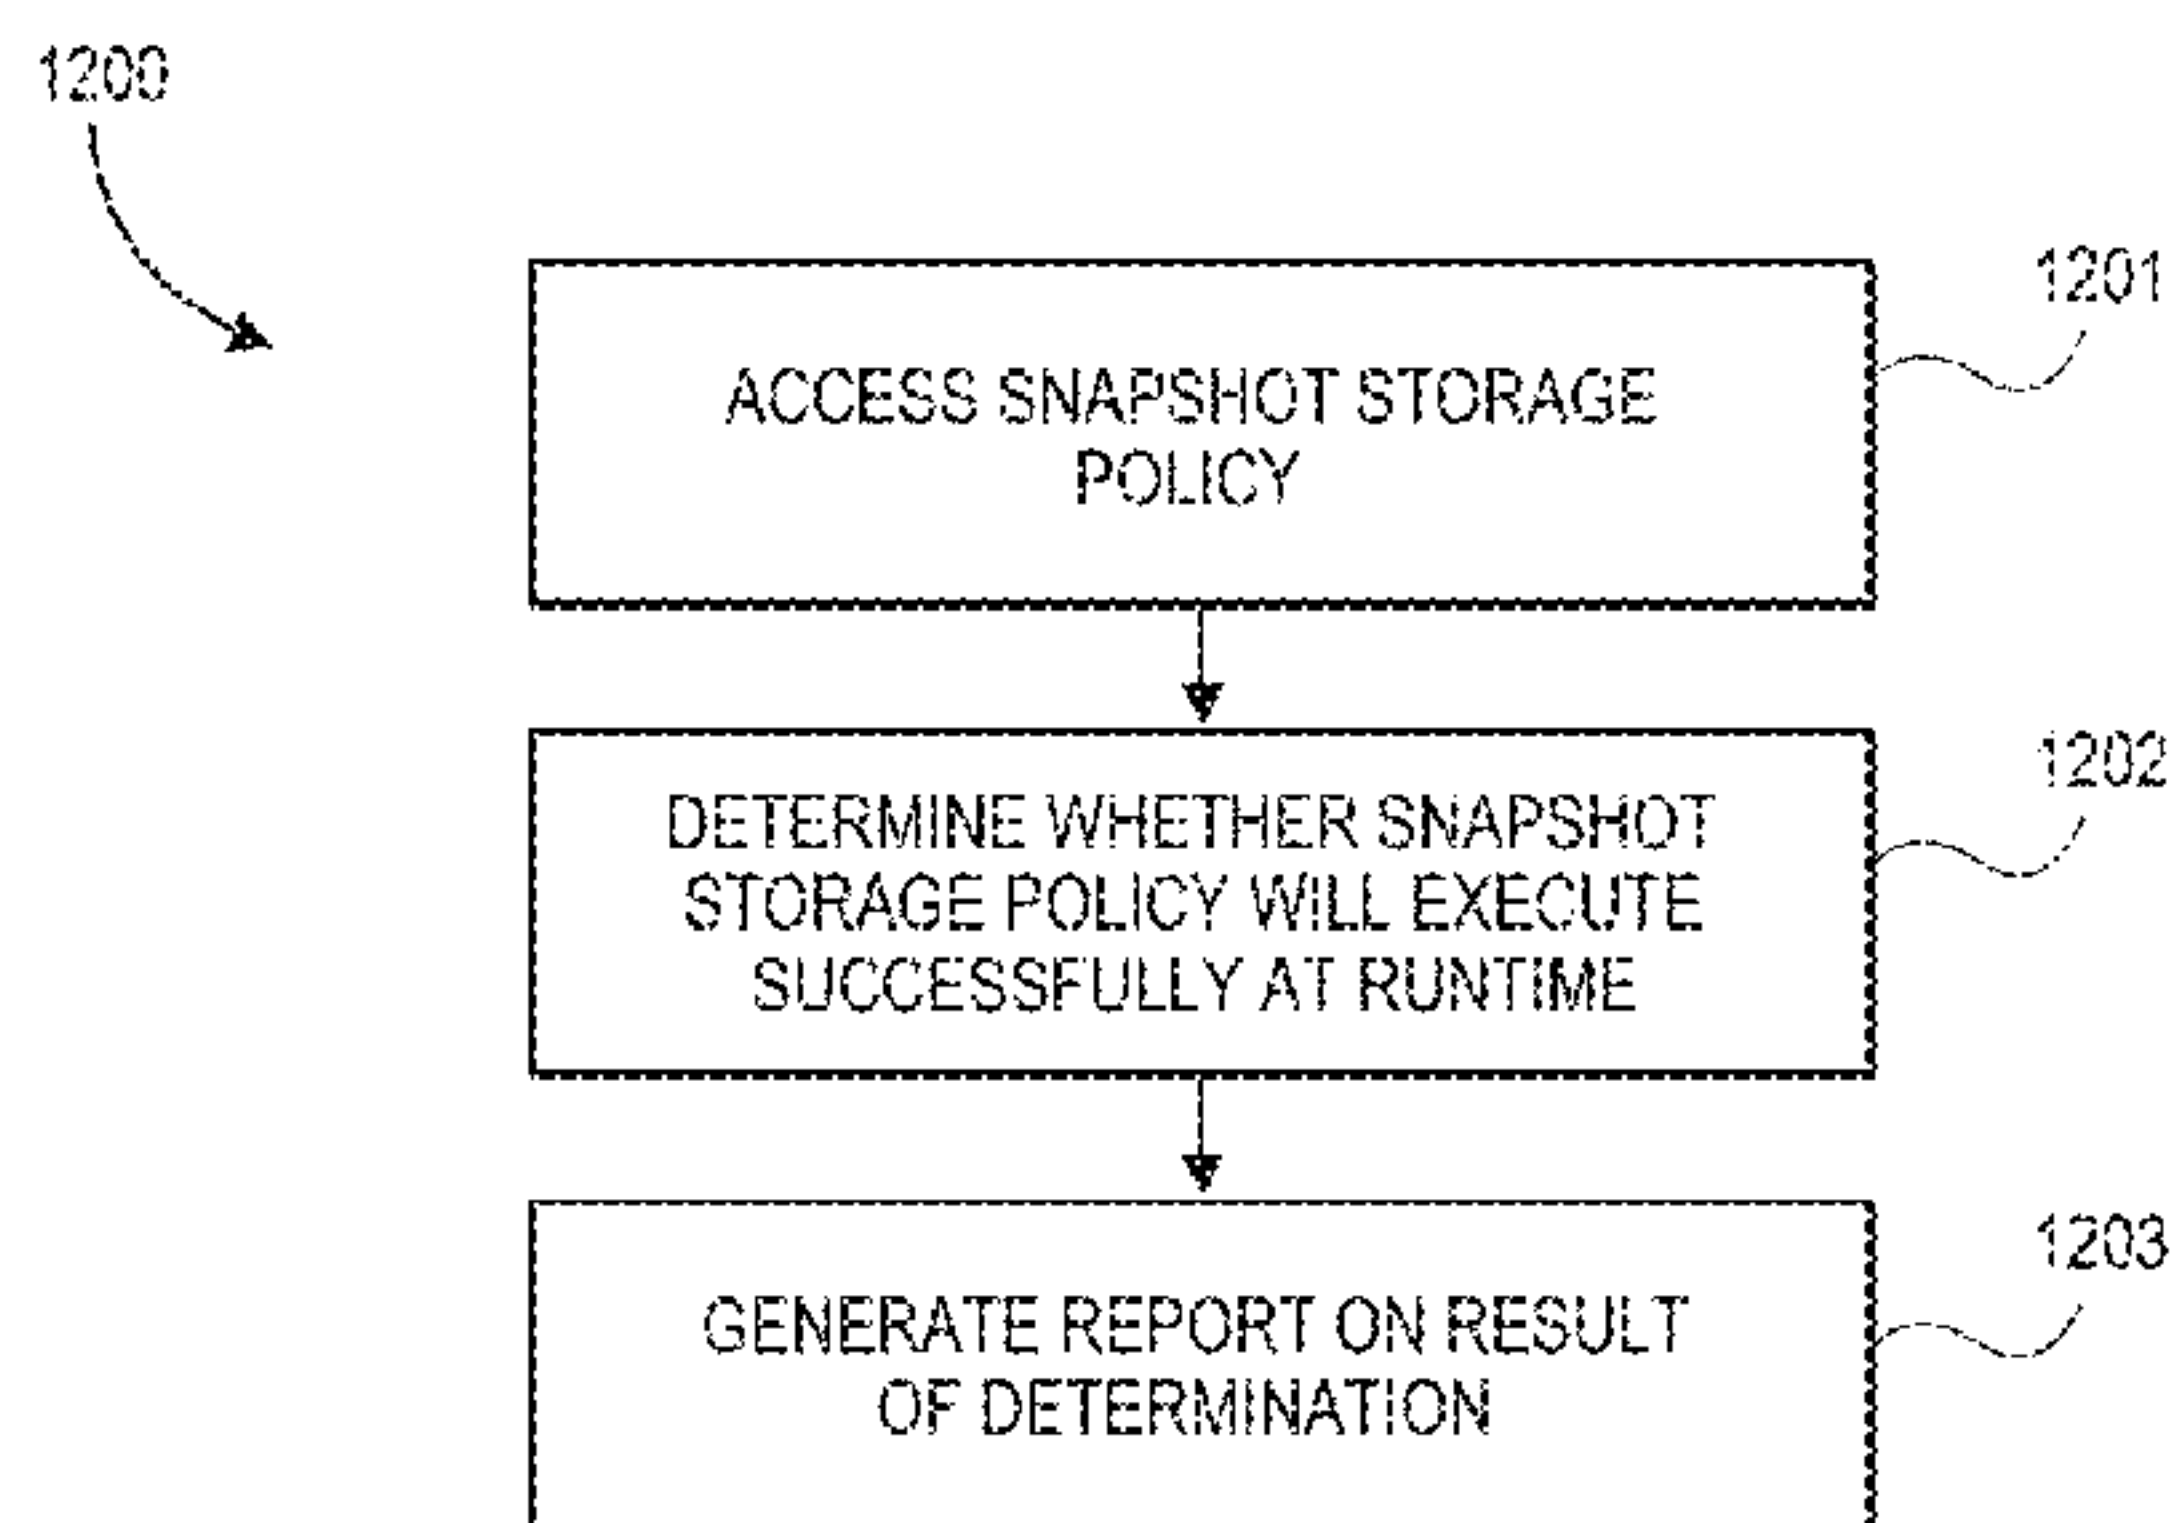 1200
1201
ACCESS SNAPSHOT STORAGE
POLICY
1202
DETERMINE WHETHER SNAPSHOT
STORAGE POLICY WILL EXECUTE
SUCCESSFULLY AT RUNTIME
1203
GENERATE REPORT ON RESULT
OF DETERMINATION